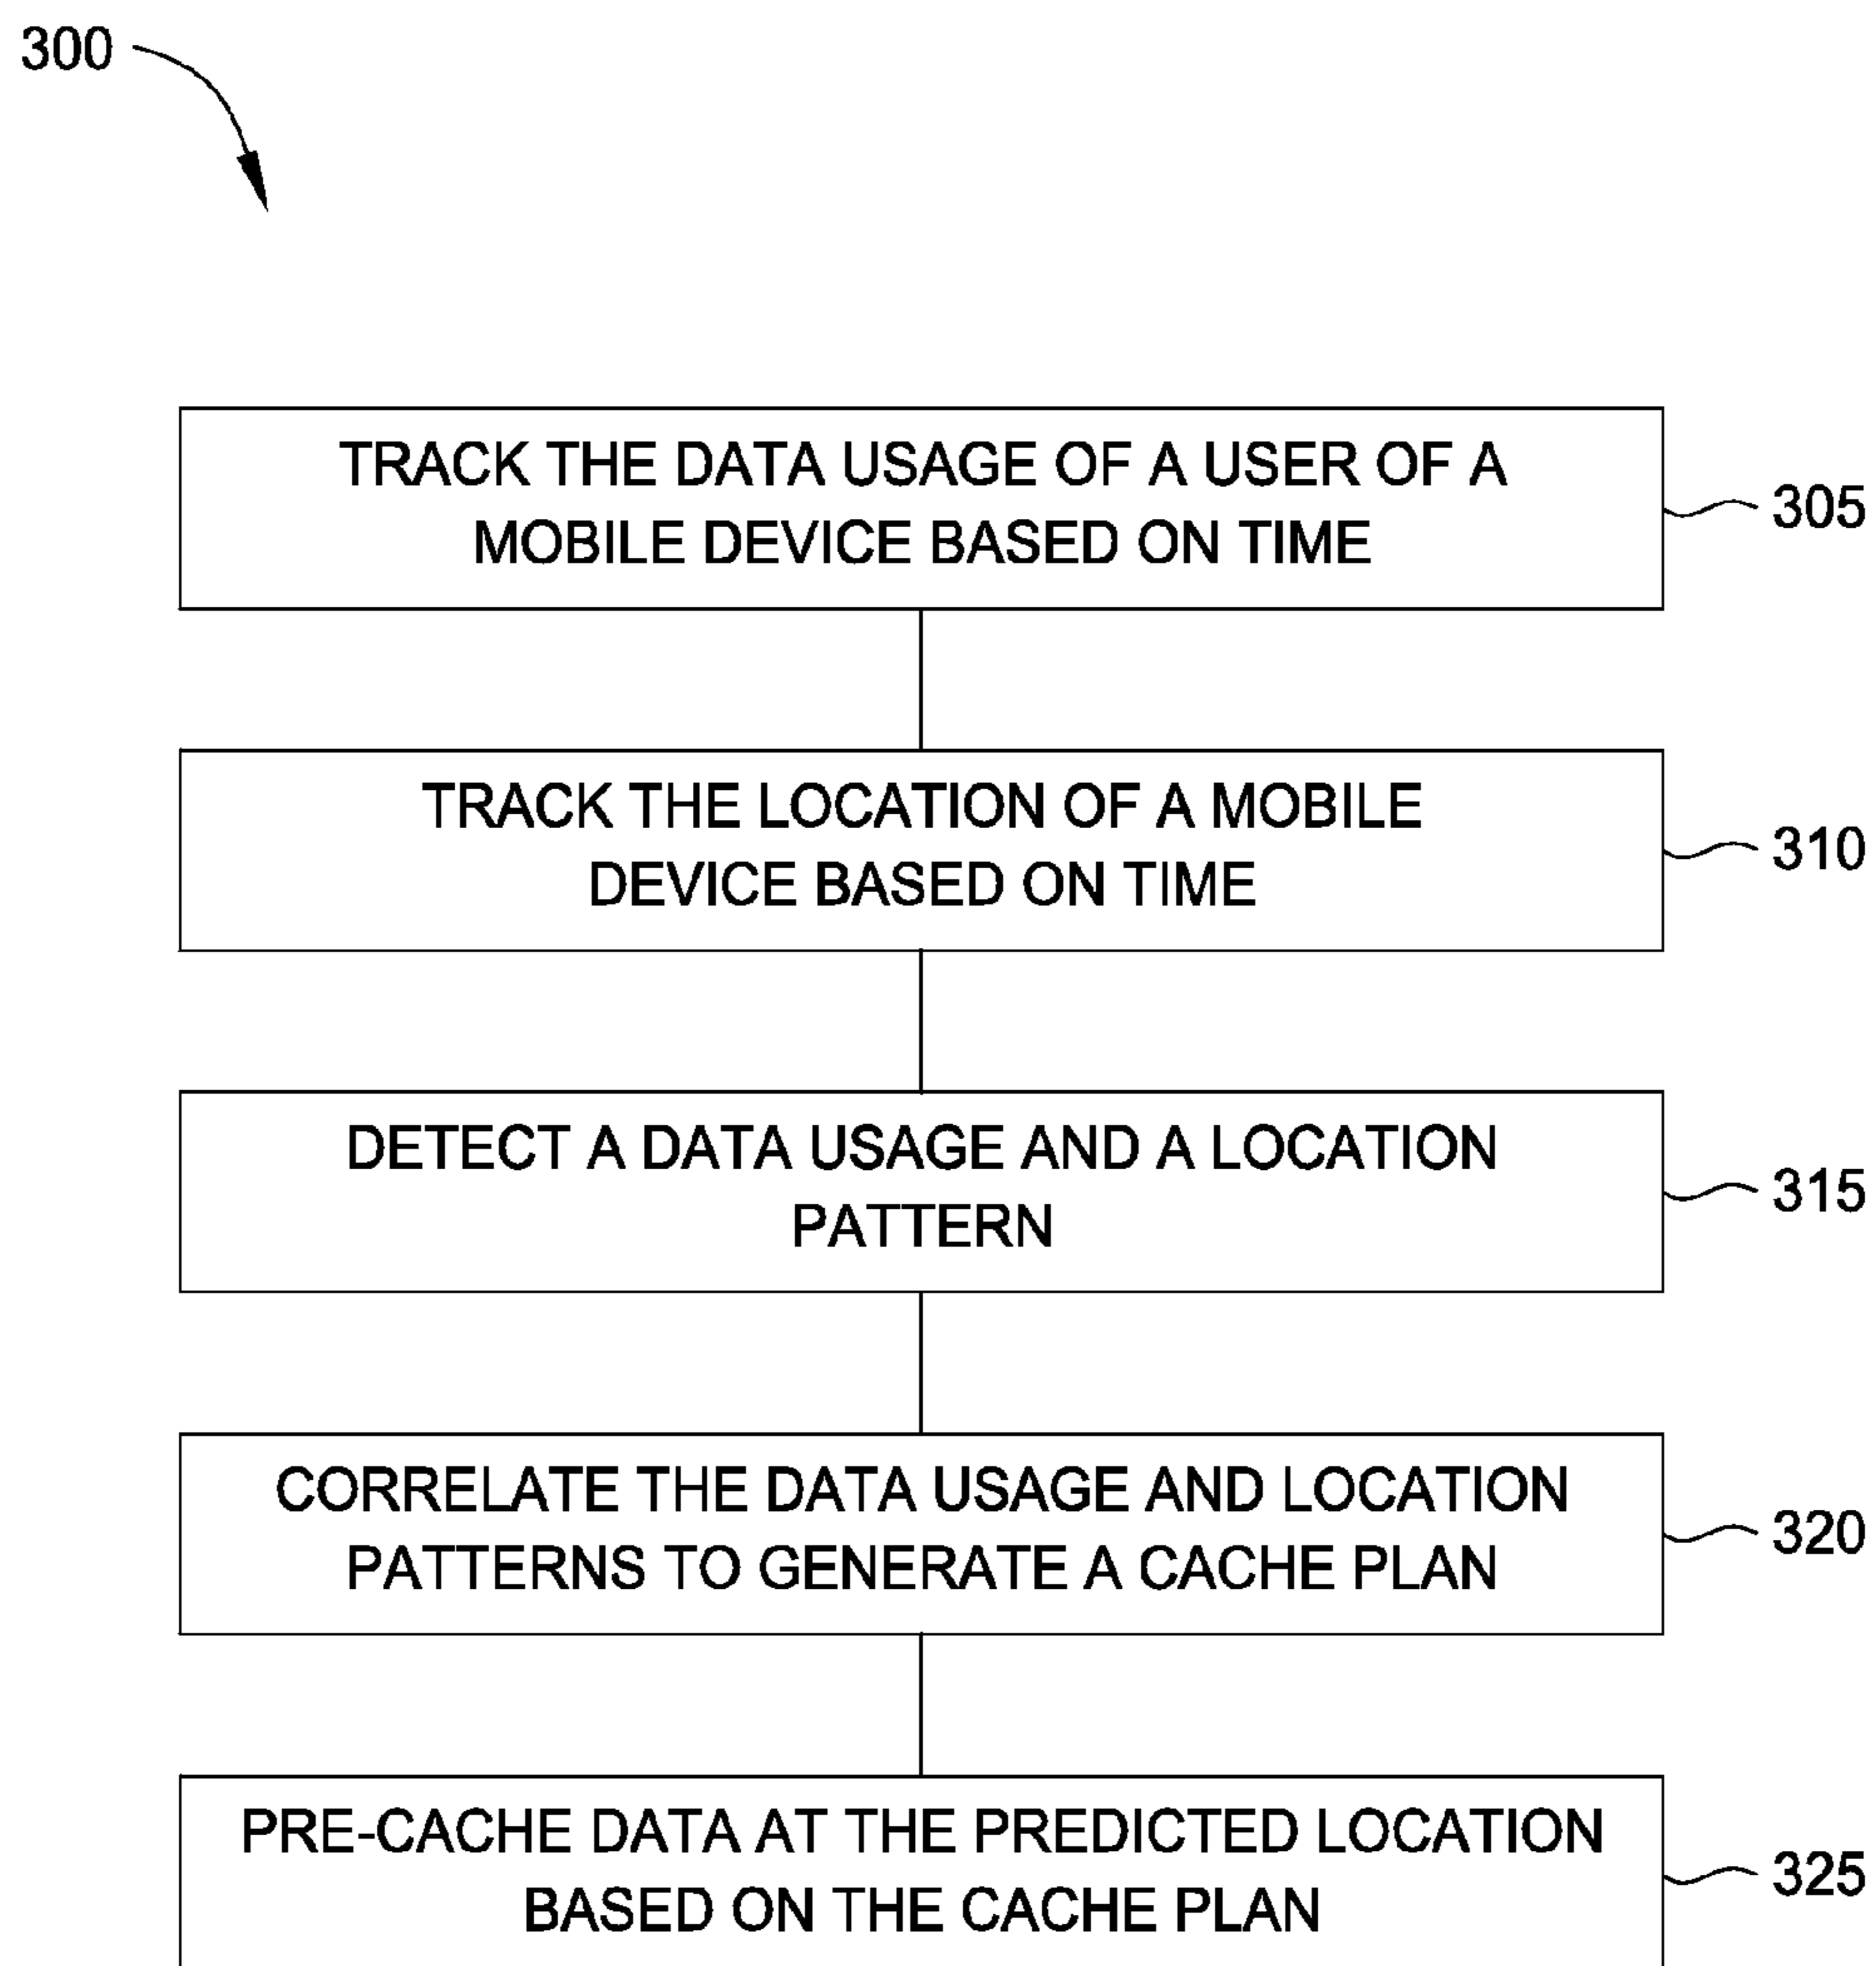 300
TRACK THE DATA USAGE OF A USER OF A
MOBILE DEVICE BASED ON TIME
305
TRACK THE LOCATION OF A MOBILE
DEVICE BASED ON TIME
310
DETECT A DATA USAGE AND A LOCATION
PATTERN
315
CORRELATE THE DATA USAGE AND LOCATION
PATTERNS TO GENERATE A CACHE PLAN
320
PRE-CACHE DATA AT THE PREDICTED LOCATION
BASED ON THE CACHE PLAN
325